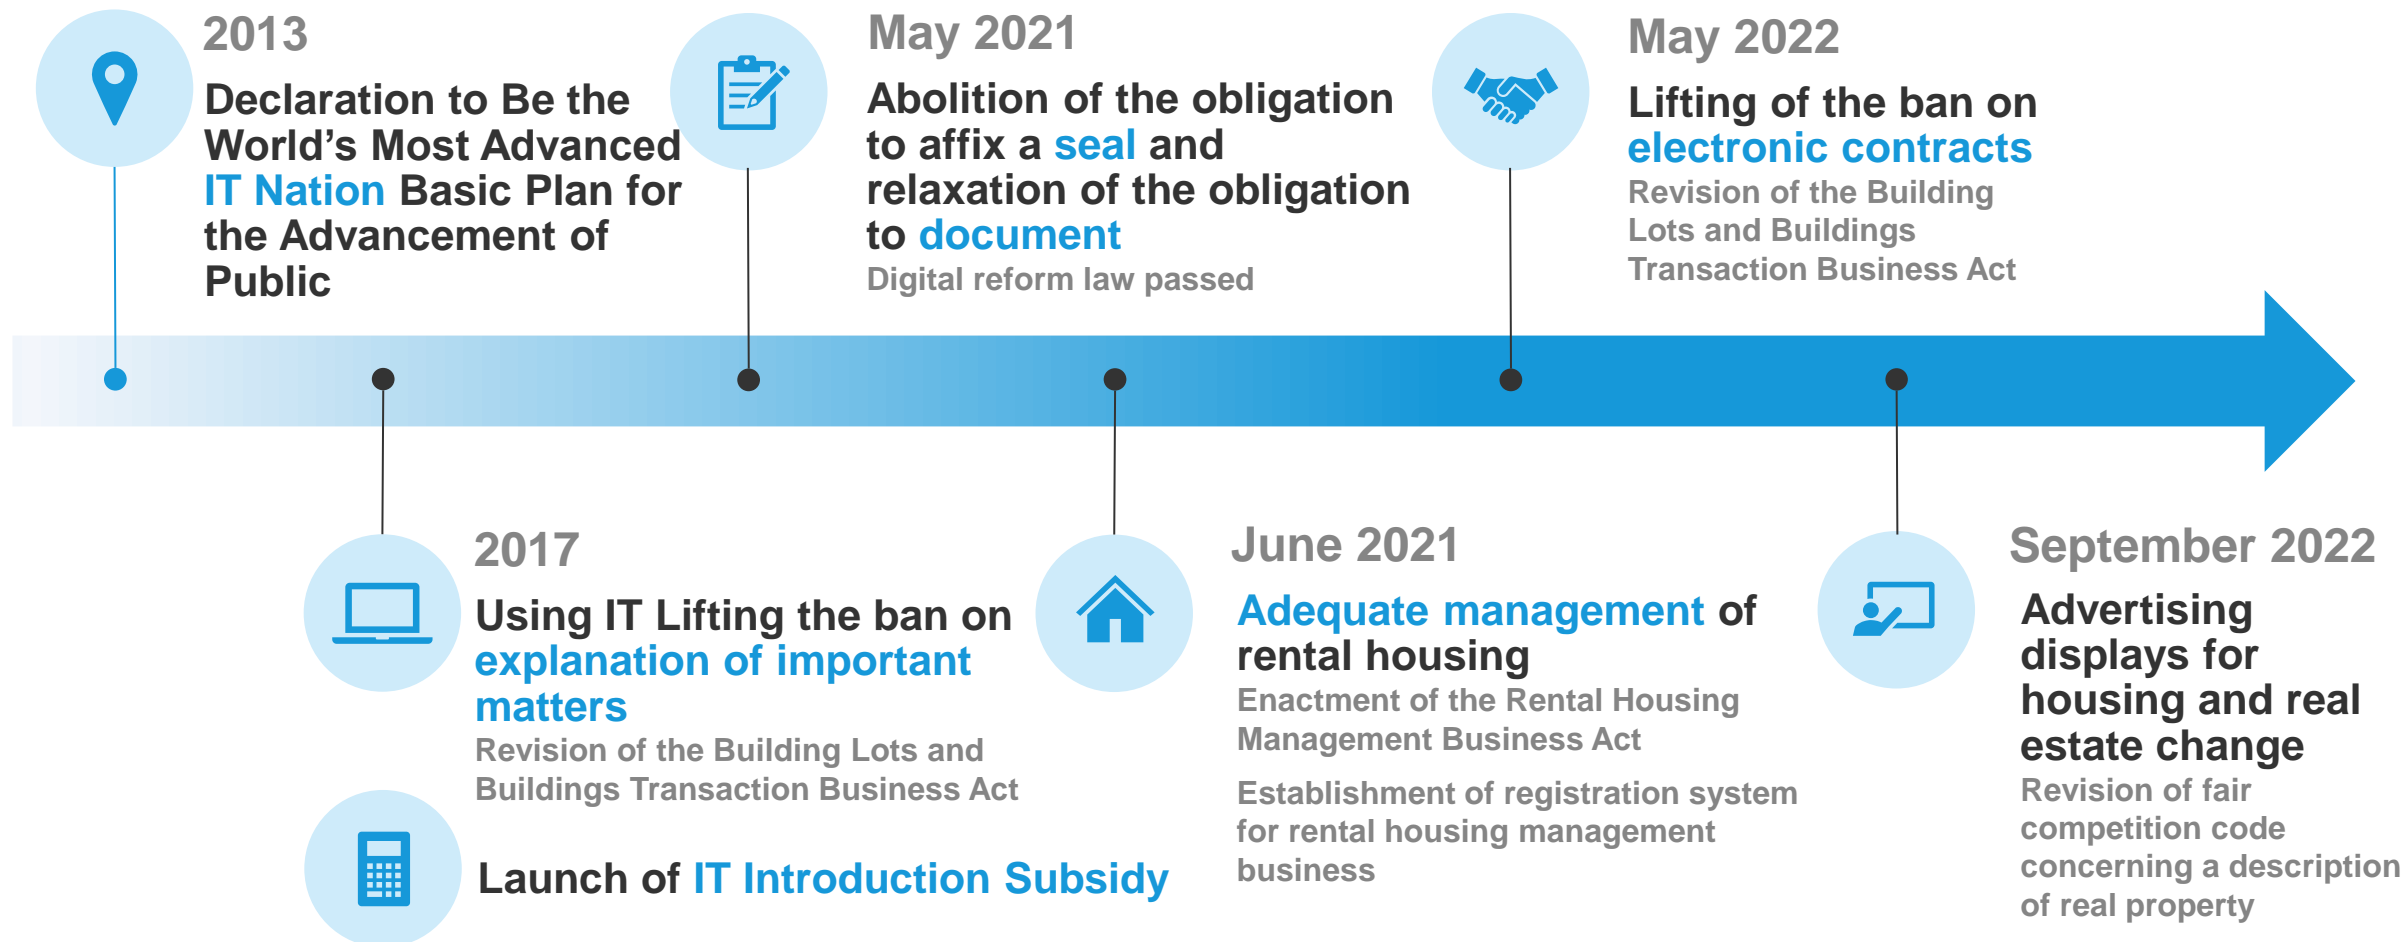 2013
Declaration to Be the
World’s Most Advanced
IT Nation Basic Plan for
the Advancement of
Public
May 2021
Abolition of the obligation
to affix a seal and
relaxation of the obligation
to document
Digital reform law passed
May 2022
Lifting of the ban on
electronic contracts
Revision of the Building
Lots and Buildings
Transaction Business Act
2017
Using IT Lifting the ban on
explanation of important
matters
Revision of the Building Lots and
Buildings Transaction Business Act
Launch of IT Introduction Subsidy
June 2021
Adequate management of
rental housing
Enactment of the Rental Housing
Management Business Act
Establishment of registration system
for rental housing management
business
September 2022
Advertising
displays for
housing and real
estate change
Revision of fair
competition code
concerning a description
of real property